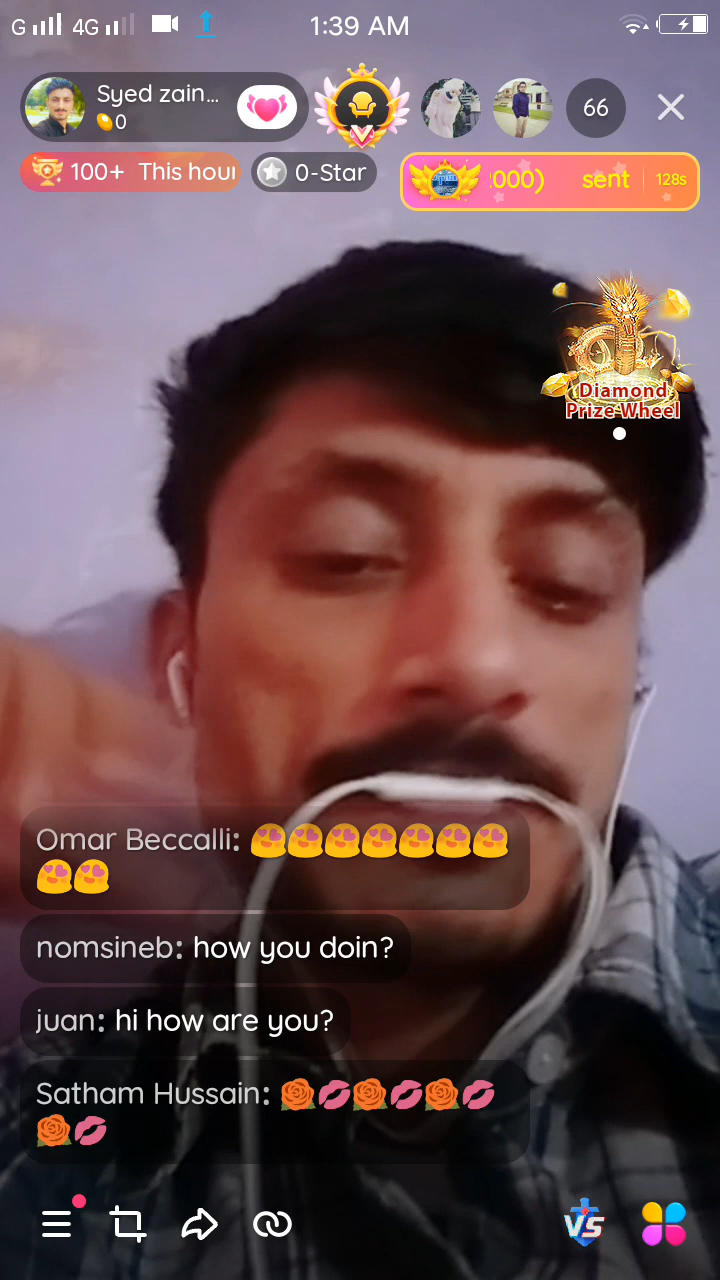 G 4G 1:39 AM
Syed zain...
0
66
100+ This hour
0-Star
000) sent 128s
Diamond
Prize Wheel
Omar Beccalli: 😍😍😍😍😍😍😍
😍😍
nomsineb: how you doin?
juan: hi how are you?
Satham Hussain: 🌹💋🌹💋🌹💋
🌹💋
VS